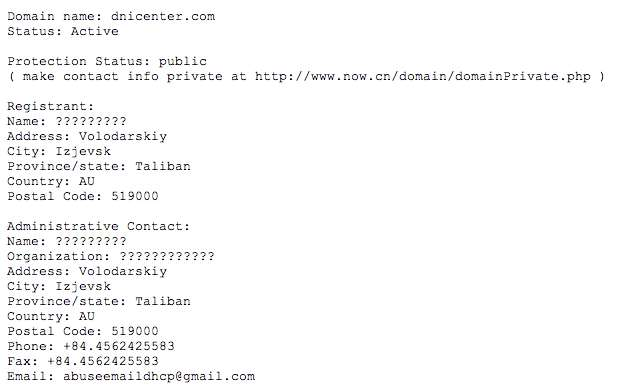 Domain name: dnicenter.com
Status: Active
Protection Status: public
( make contact info private at http://www.now.cn/domain/domainPrivate.php )
Registrant:
Name: ?????????
Address: Volodarskiy
City: Izjevsk
Province/state: Taliban
Country: AU
Postal Code: 519000
Administrative Contact:
Name: ?????????
Organization: ????????????
Address: Volodarskiy
City: Izjevsk
Province/state: Taliban
Country: AU
Postal Code: 519000
Phone: +84.4562425583
Fax: +84.4562425583
Email: abuseemaildhcp@gmail.com